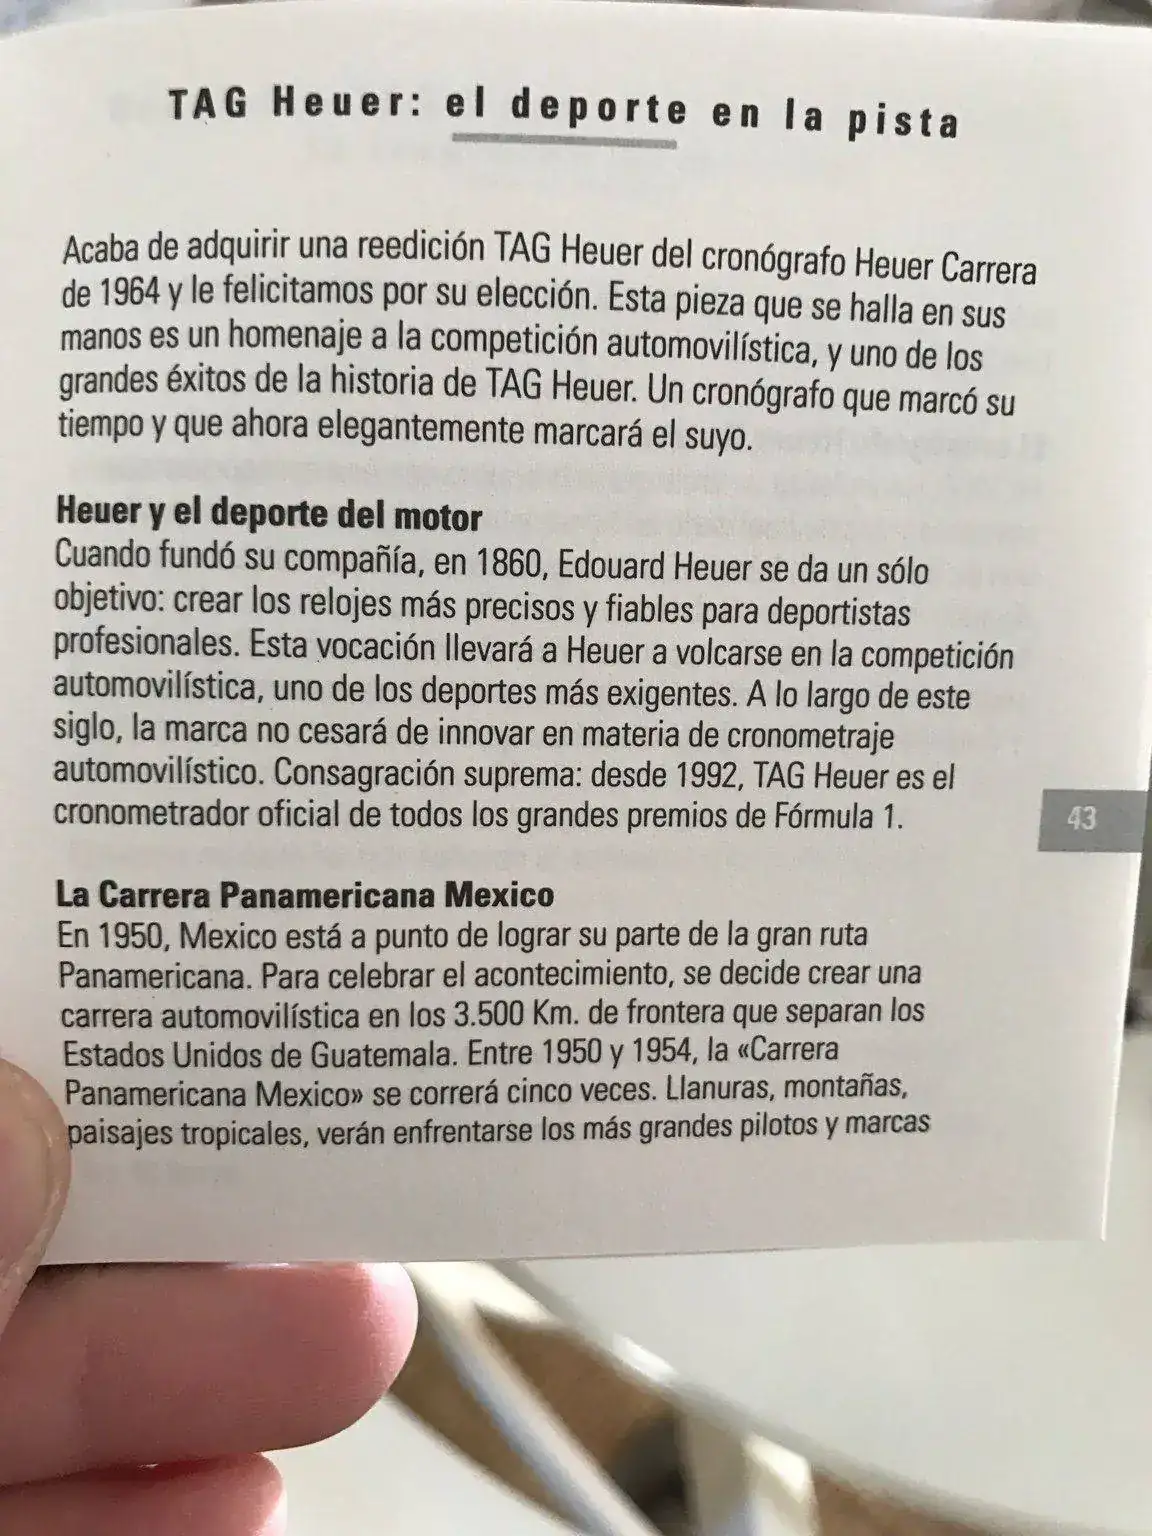 TAG Heuer: el deporte en la pista
Acaba de adquirir una reedición TAG Heuer del cronógrafo Heuer Carrera
de 1964 y le felicitamos por su elección. Esta pieza que se halla en sus
manos es un homenaje a la competición automovilística, y uno de los
grandes éxitos de la historia de TAG Heuer. Un cronógrafo que marcó su
tiempo y que ahora elegantemente marcará el suyo.
Heuer y el deporte del motor
Cuando fundó su compañía, en 1860, Edouard Heuer se da un sólo
objetivo: crear los relojes más precisos y fiables para deportistas
profesionales. Esta vocación llevará a Heuer a volcarse en la competición
automovilística, uno de los deportes más exigentes. A lo largo de este
siglo, la marca no cesará de innovar en materia de cronometraje
automovilístico. Consagración suprema: desde 1992, TAG Heuer es el
cronometrador oficial de todos los grandes premios de Fórmula 1.
43
La Carrera Panamericana Mexico
En 1950, Mexico está a punto de lograr su parte de la gran ruta
Panamericana. Para celebrar el acontecimiento, se decide crear una
carrera automovilística en los 3.500 Km. de frontera que separan los
Estados Unidos de Guatemala. Entre 1950 y 1954, la «Carrera
Panamericana Mexico» se correrá cinco veces. Llanuras, montañas,
paisajes tropicales, verán enfrentarse los más grandes pilotos y marcas